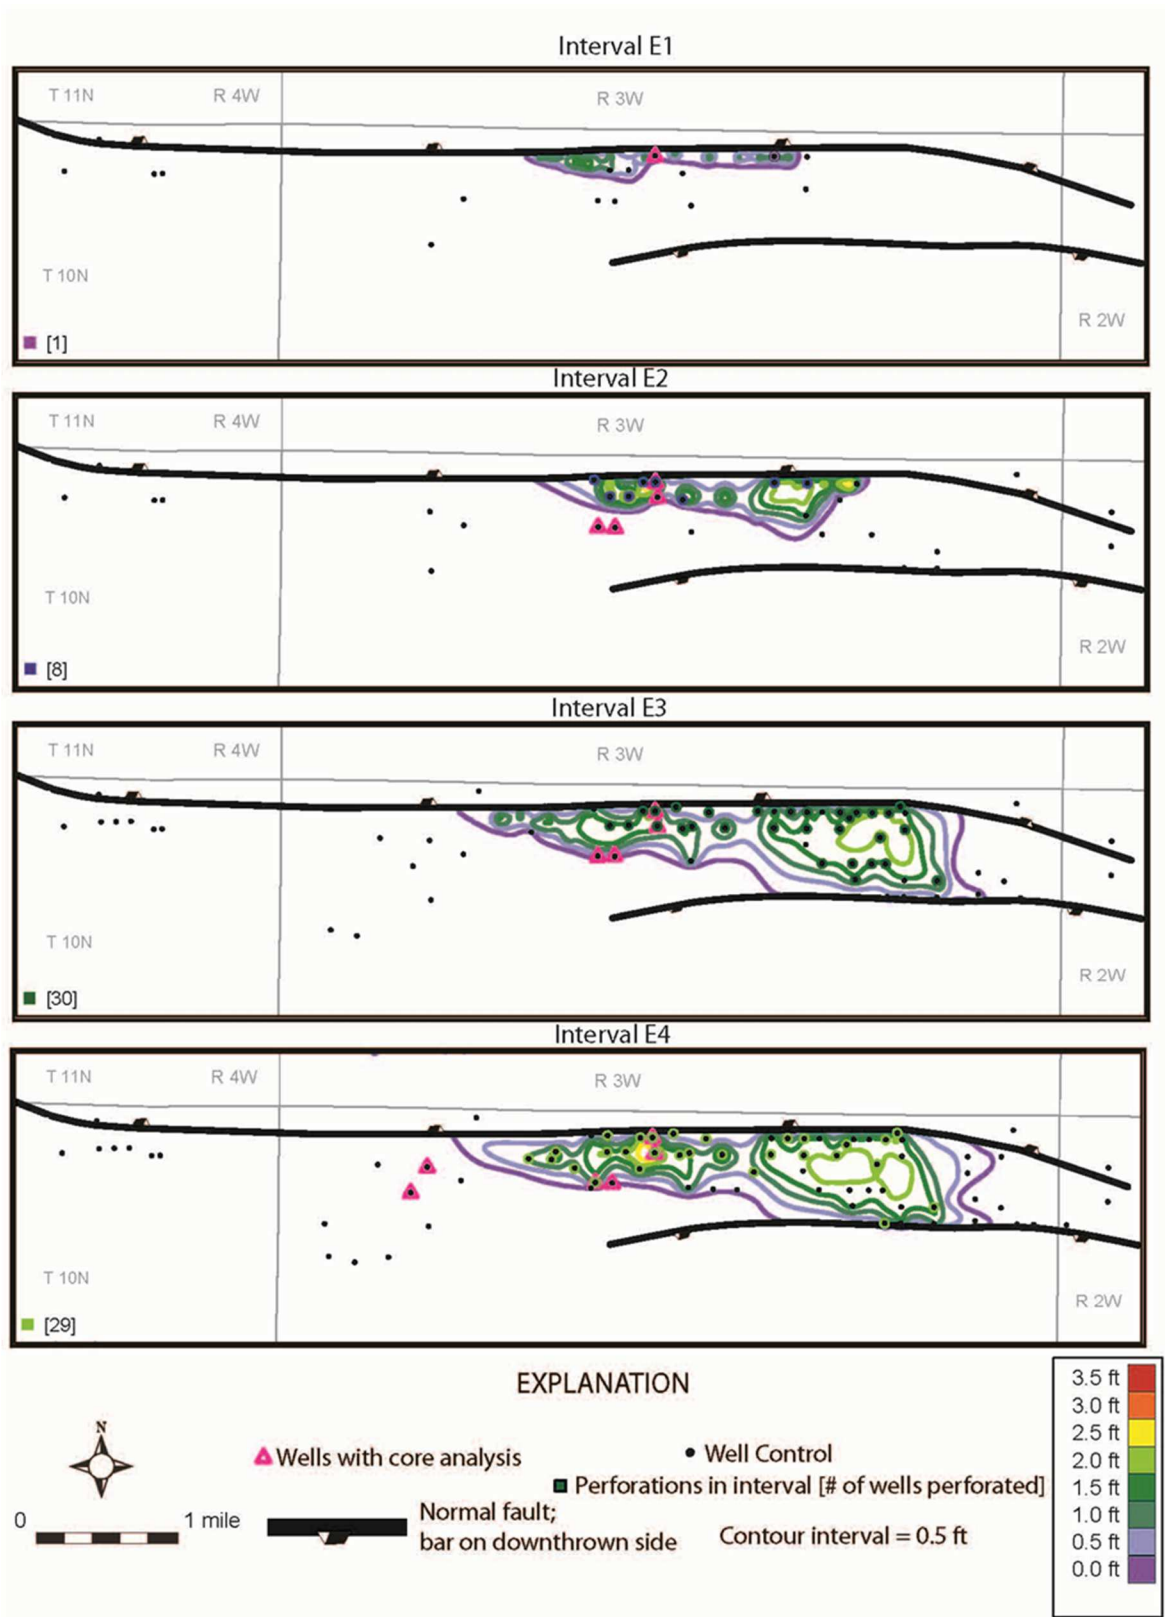 Interval E1
T 11N R 4W R 3W
T 10N
R 2W
[1]
Interval E2
T 11N R 4W R 3W
T 10N
R 2W
[8]
Interval E3
T 11N R 4W R 3W
T 10N
R 2W
[30]
Interval E4
T 11N R 4W R 3W
T 10N
R 2W
[29]
EXPLANATION
N
Wells with core analysis
Well Control
Perforations in interval [# of wells perforated]
0 1 mile
Normal fault;
bar on downthrown side
Contour interval = 0.5 ft
3.5 ft
3.0 ft
2.5 ft
2.0 ft
1.5 ft
1.0 ft
0.5 ft
0.0 ft